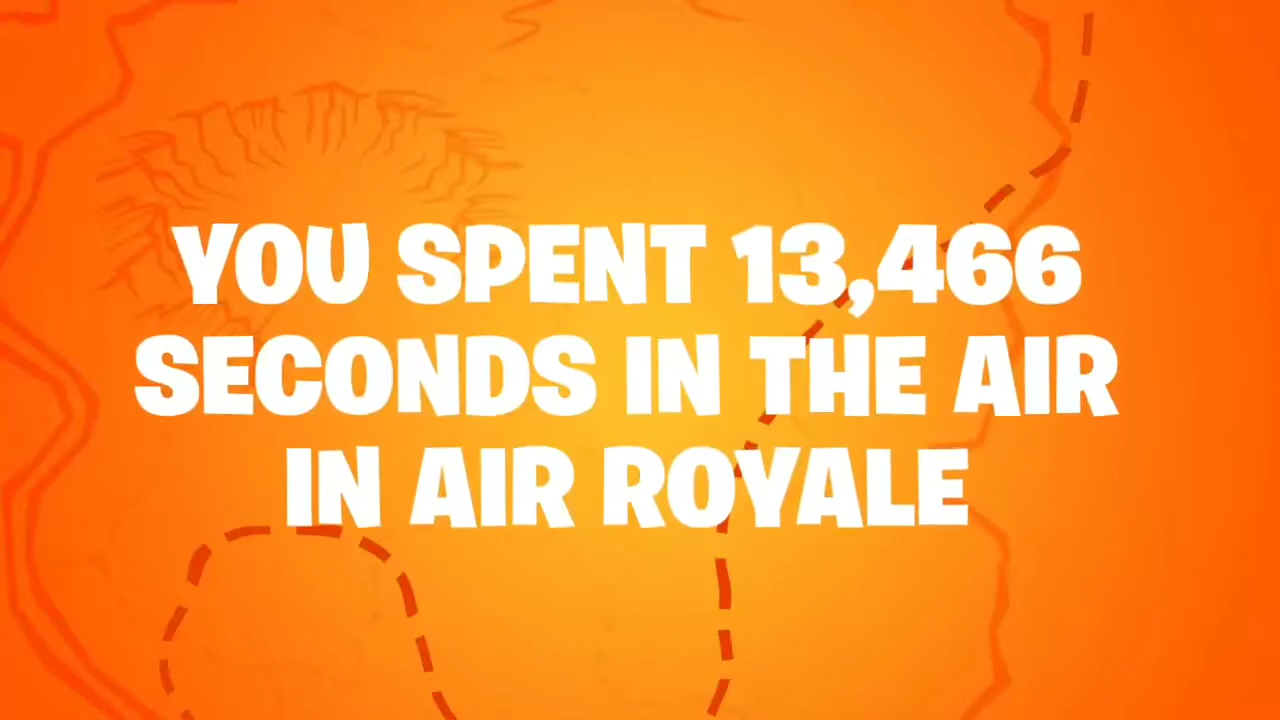 YOU SPENT 13,466
SECONDS IN THE AIR
IN AIR ROYALE